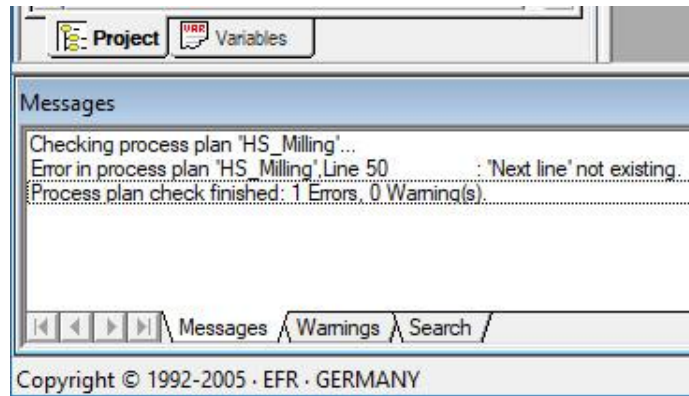 VAR
Project Variables
Messages
Checking process plan 'HS_Milling'...
Error in process plan 'HS_Milling',Line 50 : 'Next line' not existing.
Process plan check finished: 1 Errors, 0 Warning(s).
Messages Warnings Search
Copyright © 1992-2005 · EFR · GERMANY